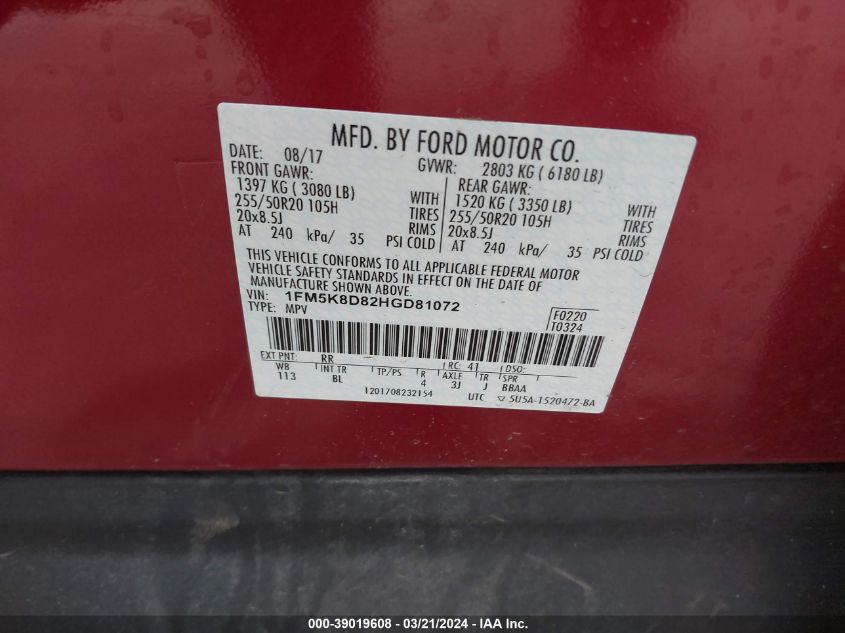 MFD. BY FORD MOTOR CO.
DATE: 08/17 GVWR: 2803 KG ( 6180 LB)
FRONT GAWR: REAR GAWR:
1397 KG ( 3080 LB) WITH 1520 KG ( 3350 LB) WITH
255/50R20 105H TIRES 255/50R20 105H TIRES
20x8.5J RIMS 20x8.5J RIMS
AT 240 kPa/ 35 PSI COLD AT 240 kPa/ 35 PSI COLD
THIS VEHICLE CONFORMS TO ALL APPLICABLE FEDERAL MOTOR
VEHICLE SAFETY STANDARDS IN EFFECT ON THE DATE OF
MANUFACTURE SHOWN ABOVE.
VIN: 1FM5K8D82HGD81072 F0220
TYPE: MPV T0324
EXT PNT: RR RC: 41 DSO:
WB INT TR TP/PS R AXLE TR SPR
113 BL 4 3J J BBAA
1201708232154 UTC ▽ 5U5A-1520472-BA
000-39019608 - 03/21/2024 - IAA Inc.